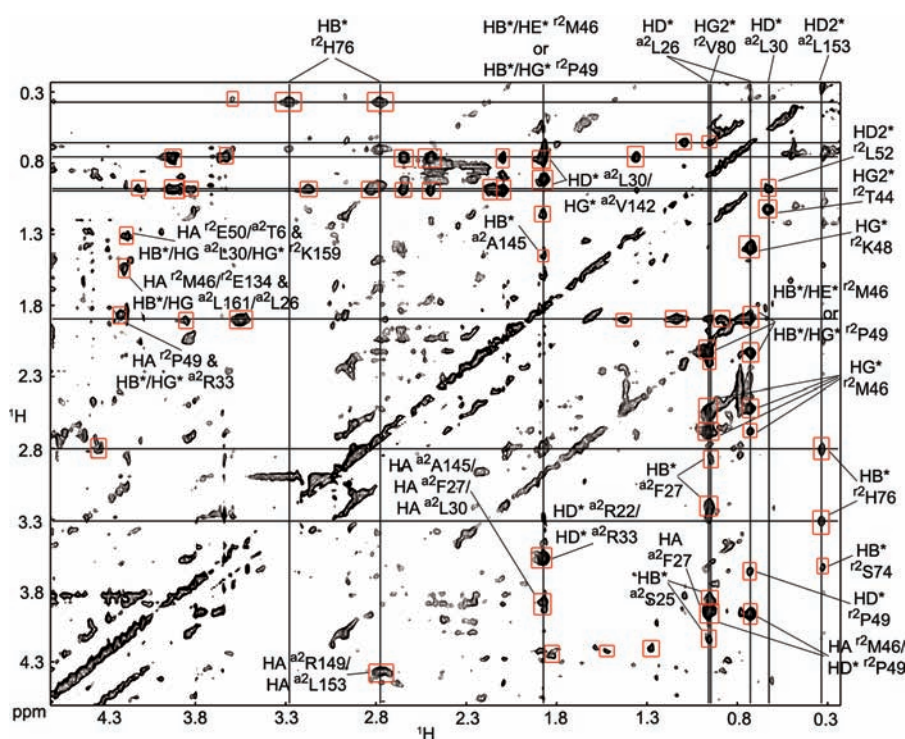 HB*
r2H76
HB*/HE* r2M46
or
HB*/HG* r2P49
HD*
a2L26
HG2*
r2V80
HD*
a2L30
HD2*
a2L153
0.3
0.8
1.3
1.8
2.3
1H
2.8
3.3
3.8
4.3
ppm
HD2*
r2L52
HG2*
r2T44
HG*
r2K48
HB*/HE* r2M46
or
HB*/HG* r2P49
HG*
r2M46
HB*
r2H76
HB*
r2S74
HD*
r2P49
HA r2M46/
HD* r2P49
HD* a2L30/
HG* a2V142
HB*
a2A145
HA r2E50/a2T6 &
HB*/HG a2L30/HG* r2K159
HA r2M46/r2E134 &
HB*/HG a2L161/a2L26
HA r2P49 &
HB*/HG* a2R33
HA a2A145/
HA a2F27/
HA a2L30
HD* a2R22/
HD* a2R33
HB*
a2F27
HA
a2F27
*HB*
a2S25
HA a2R149/
HA a2L153
4.3 3.8 3.3 2.8 2.3 1.8 1.3 0.8 0.3
1H